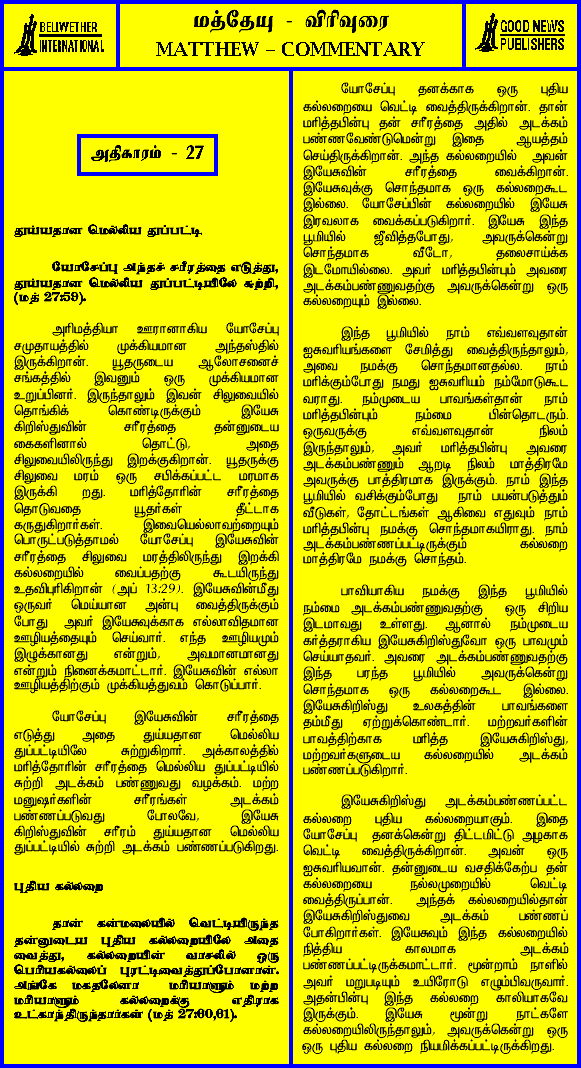 BELIWETHER
INTERNATIONAL
மத்தேயு - விரிவுரை
MATTHEW – COMMENTARY
GOOD NEWS
PUBLISHERS
அதிகாரம் - 27
துய்யதான மெல்லிய துப்பட்டி.
யோசேப்பு அந்தச் சரீரத்தை எடுத்து,
துய்யதான மெல்லிய துப்பட்டியிலே சுற்றி,
(மத் 27:59).
அரிமத்தியா ஊரானாகிய யோசேப்பு
சமுதாயத்தில் முக்கியமான அந்தஸ்தில்
இருக்கிறான். யூதருடைய ஆலோசனைச்
சங்கத்தில் இவனும் ஒரு முக்கியமான
உறுப்பினர். இருந்தாலும் இவன் சிலுவையில்
தொங்கிக் கொண்டிருக்கும் இயேசு
கிறிஸ்துவின் சரீரத்தை தன்னுடைய
கைகளினால் தொட்டு, அதை
சிலுவையிலிருந்து இறக்குகிறான். யூதருக்கு
சிலுவை மரம் ஒரு சபிக்கப்பட்ட மரமாக
இருக்கி றது. மரித்தோரின் சரீரத்தை
தொடுவதை யூதர்கள் தீட்டாக
கருதுகிறார்கள். இவையெல்லாவற்றையும்
பொருட்படுத்தாமல் யோசேப்பு இயேசுவின்
சரீரத்தை சிலுவை மரத்திலிருந்து இறக்கி
கல்லறையில் வைப்பதற்கு கூடயிருந்து
உதவிபுரிகிறான் (அப் 13:29). இயேசுவின்மீது
ஒருவர் மெய்யான அன்பு வைத்திருக்கும்
போது அவர் இயேசுவுக்காக எல்லாவிதமான
ஊழியத்தையும் செய்வார். எந்த ஊழியமும்
இழுக்கானது என்றும், அவமானமானது
என்றும் நினைக்கமாட்டார். இயேசுவின் எல்லா
ஊழியத்திற்கும் முக்கியத்துவம் கொடுப்பார்.
யோசேப்பு இயேசுவின் சரீரத்தை
எடுத்து அதை துய்யதான மெல்லிய
துப்பட்டியிலே சுற்றுகிறார். அக்காலத்தில்
மரித்தோரின் சரீரத்தை மெல்லிய துப்பட்டியில்
சுற்றி அடக்கம் பண்ணுவது வழக்கம். மற்ற
மனுஷர்களின் சரீரங்கள் அடக்கம்
பண்ணப்படுவது போலவே, இயேசு
கிறிஸ்துவின் சரீரம் துய்யதான மெல்லிய
துப்பட்டியில் சுற்றி அடக்கம் பண்ணப்படுகிறது.
புதிய கல்லறை
தான் கன்மலையில் வெட்டியிருந்த
தன்னுடைய புதிய கல்லறையிலே அதை
வைத்து, கல்லறையின் வாசலில் ஒரு
பெரியகல்லைப் புரட்டிவைத்துப்போனான்.
அங்கே மகதலேனா மரியாளும் மற்ற
மரியாளும் கல்லறைக்கு எதிராக
உட்காந்திருந்தார்கள் (மத் 27:60,61).
யோசேப்பு தனக்காக ஒரு புதிய
கல்லறையை வெட்டி வைத்திருக்கிறான். தான்
மரித்தபின்பு தன் சரீரத்தை அதில் அடக்கம்
பண்ணவேண்டுமென்று இதை ஆயத்தம்
செய்திருக்கிறான். அந்த கல்லறையில் அவன்
இயேசுவின் சரீரத்தை வைக்கிறான்.
இயேசுவுக்கு சொந்தமாக ஒரு கல்லறைகூட
இல்லை. யோசேப்பின் கல்லறையில் இயேசு
இரவலாக வைக்கப்படுகிறார். இயேசு இந்த
பூமியில் ஜீவித்தபோது, அவருக்கென்று
சொந்தமாக வீடோ, தலைசாய்க்க
இடமோயில்லை. அவர் மரித்தபின்பும் அவரை
அடக்கம்பண்ணுவதற்கு அவருக்கென்று ஒரு
கல்லறையும் இல்லை.
இந்த பூமியில் நாம் எவ்வளவுதான்
ஐசுவரியங்களை சேமித்து வைத்திருந்தாலும்,
அவை நமக்கு சொந்தமானதல்ல. நாம்
மரிக்கும்போது நமது ஐசுவரியம் நம்மோடுகூட
வராது. நம்முடைய பாவங்கள்தான் நாம்
மரித்தபின்பும் நம்மை பின்தொடரும்.
ஒருவருக்கு எவ்வளவுதான் நிலம்
இருந்தாலும், அவர் மரித்தபின்பு அவரை
அடக்கம்பண்ணும் ஆறடி நிலம் மாத்திரமே
அவருக்கு பாத்திரமாக இருக்கும். நாம் இந்த
பூமியில் வசிக்கும்போது நாம் பயன்படுத்தும்
வீடுகள், தோட்டங்கள் ஆகியவை எதுவும் நாம்
மரித்தபின்பு நமக்கு சொந்தமாகயிராது. நாம்
அடக்கம்பண்ணப்பட்டிருக்கும் கல்லறை
மாத்திரமே நமக்கு சொந்தம்.
பாவியாகிய நமக்கு இந்த பூமியில்
நம்மை அடக்கம்பண்ணுவதற்கு ஒரு சிறிய
இடமாவது உள்ளது. ஆனால் நம்முடைய
கர்த்தராகிய இயேசுகிறிஸ்துவோ ஒரு பாவமும்
செய்யாதவர். அவரை அடக்கம்பண்ணுவதற்கு
இந்த பரந்த பூமியில் அவருக்கென்று
சொந்தமாக ஒரு கல்லறைகூட இல்லை.
இயேசுகிறிஸ்து உலகத்தின் பாவங்களை
தம்மீது ஏற்றுக்கொண்டார். மற்றவர்களின்
பாவத்திற்காக மரித்த இயேசுகிறிஸ்து,
மற்றவர்களுடைய கல்லறையில் அடக்கம்
பண்ணப்படுகிறார்.
இயேசுகிறிஸ்து அடக்கம்பண்ணப்பட்ட
கல்லறை புதிய கல்லறையாகும். இதை
யோசேப்பு தனக்கென்று திட்டமிட்டு அழகாக
வெட்டி வைத்திருக்கிறான். அவன் ஒரு
ஐசுவரியவான். தன்னுடைய வசதிக்கேற்ப தன்
கல்லறையை நல்லமுறையில் வெட்டி
வைத்திருப்பான். அந்தக் கல்லறையில்தான்
இயேசுகிறிஸ்துவை அடக்கம் பண்ணப்
போகிறார்கள். இயேசுவும் இந்த கல்லறையில்
நித்திய காலமாக அடக்கம்
பண்ணப்பட்டிருக்கமாட்டார். மூன்றாம் நாளில்
அவர் மறுபடியும் உயிரோடு எழும்பிவருவார்.
அதன்பின்பு இந்த கல்லறை காலியாகவே
இருக்கும். இயேசு மூன்று நாட்களே
கல்லறையிலிருந்தாலும், அவருக்கென்று ஒரு
ஒரு புதிய கல்லறை நியமிக்கப்பட்டிருக்கிறது.